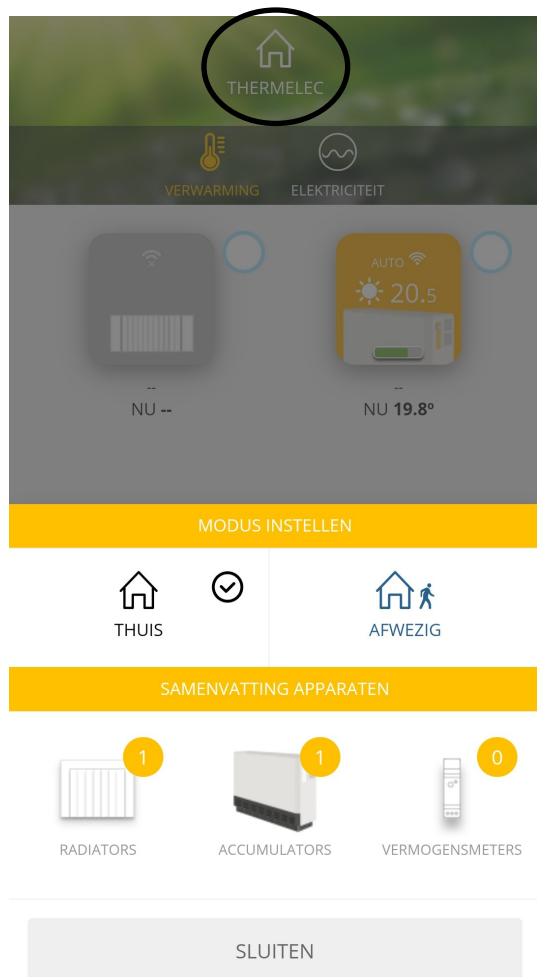 THERMELEC
VERWARMING ELEKTRICITEIT
AUTO
20.5
-- --
NU -- NU 19.8º
MODUS INSTELLEN
THUIS AFWEZIG
SAMENVATTING APPARATEN
1 1 0
RADIATORS ACCUMULATORS VERMOGENSMETERS
SLUITEN